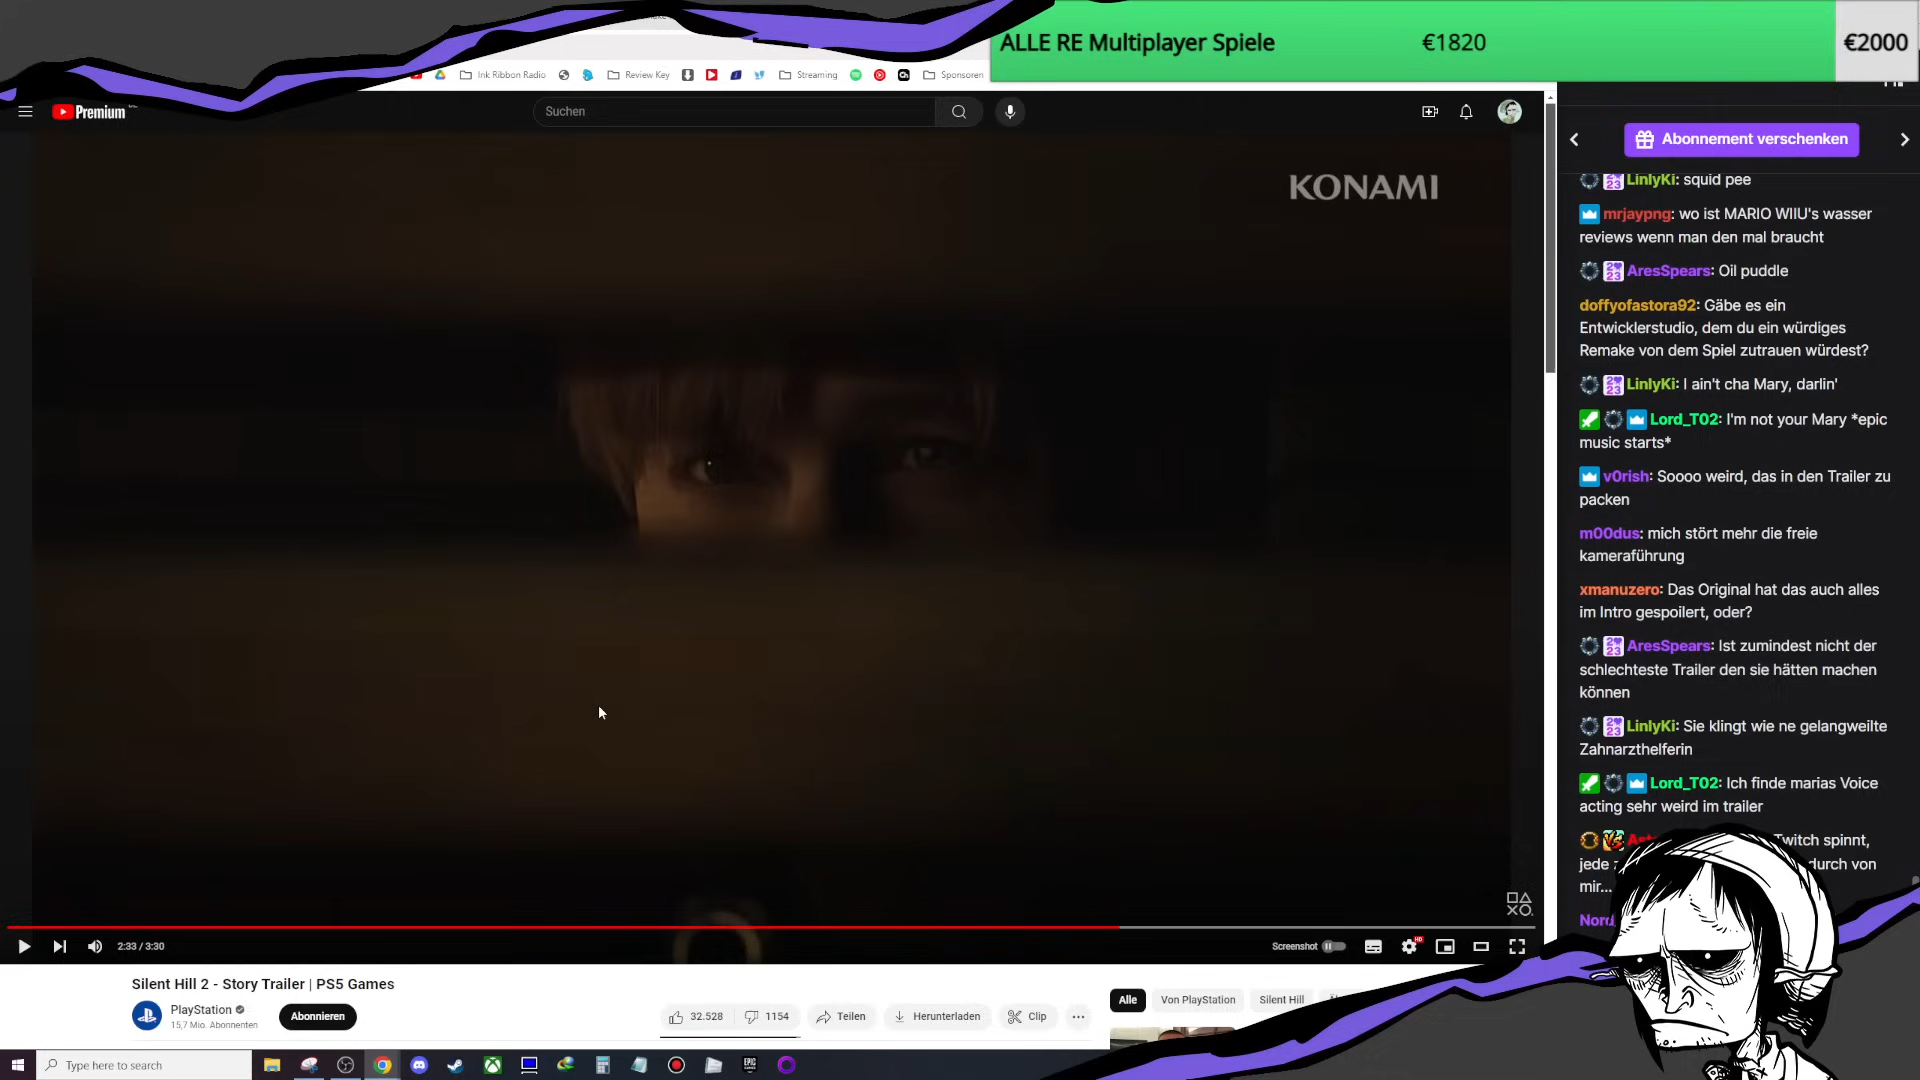 ALLE RE Multiplayer Spiele €1820 €2000
Ink Ribbon Radio Review Key Streaming Sponsoren
Premium
Suchen
KONAMI
Abonnement verschenken
LinlyKi: squid pee
mrjaypng: wo ist MARIO WIIU's wasser
reviews wenn man den mal braucht
AresSpears: Oil puddle
doffyofastora92: Gäbe es ein
Entwicklerstudio, dem du ein würdiges
Remake von dem Spiel zutrauen würdest?
LinlyKi: I ain't cha Mary, darlin'
Lord_T02: I'm not your Mary *epic
music starts*
v0rish: Soooo weird, das in den Trailer zu
packen
m00dus: mich stört mehr die freie
kameraführung
xmanuzero: Das Original hat das auch alles
im Intro gespoilert, oder?
AresSpears: Ist zumindest nicht der
schlechteste Trailer den sie hätten machen
können
LinlyKi: Sie klingt wie ne gelangweilte
Zahnarzthelferin
Lord_T02: Ich finde marias Voice
acting sehr weird im trailer
Twitch spinnt,
jede durch von
mir...
2:33 / 3:30
Screenshot
HD
Silent Hill 2 - Story Trailer | PS5 Games
PlayStation
15,7 Mio. Abonnenten
Abonnieren
32.528 1154 Teilen Herunterladen Clip
Alle Von PlayStation Silent Hill
Type here to search